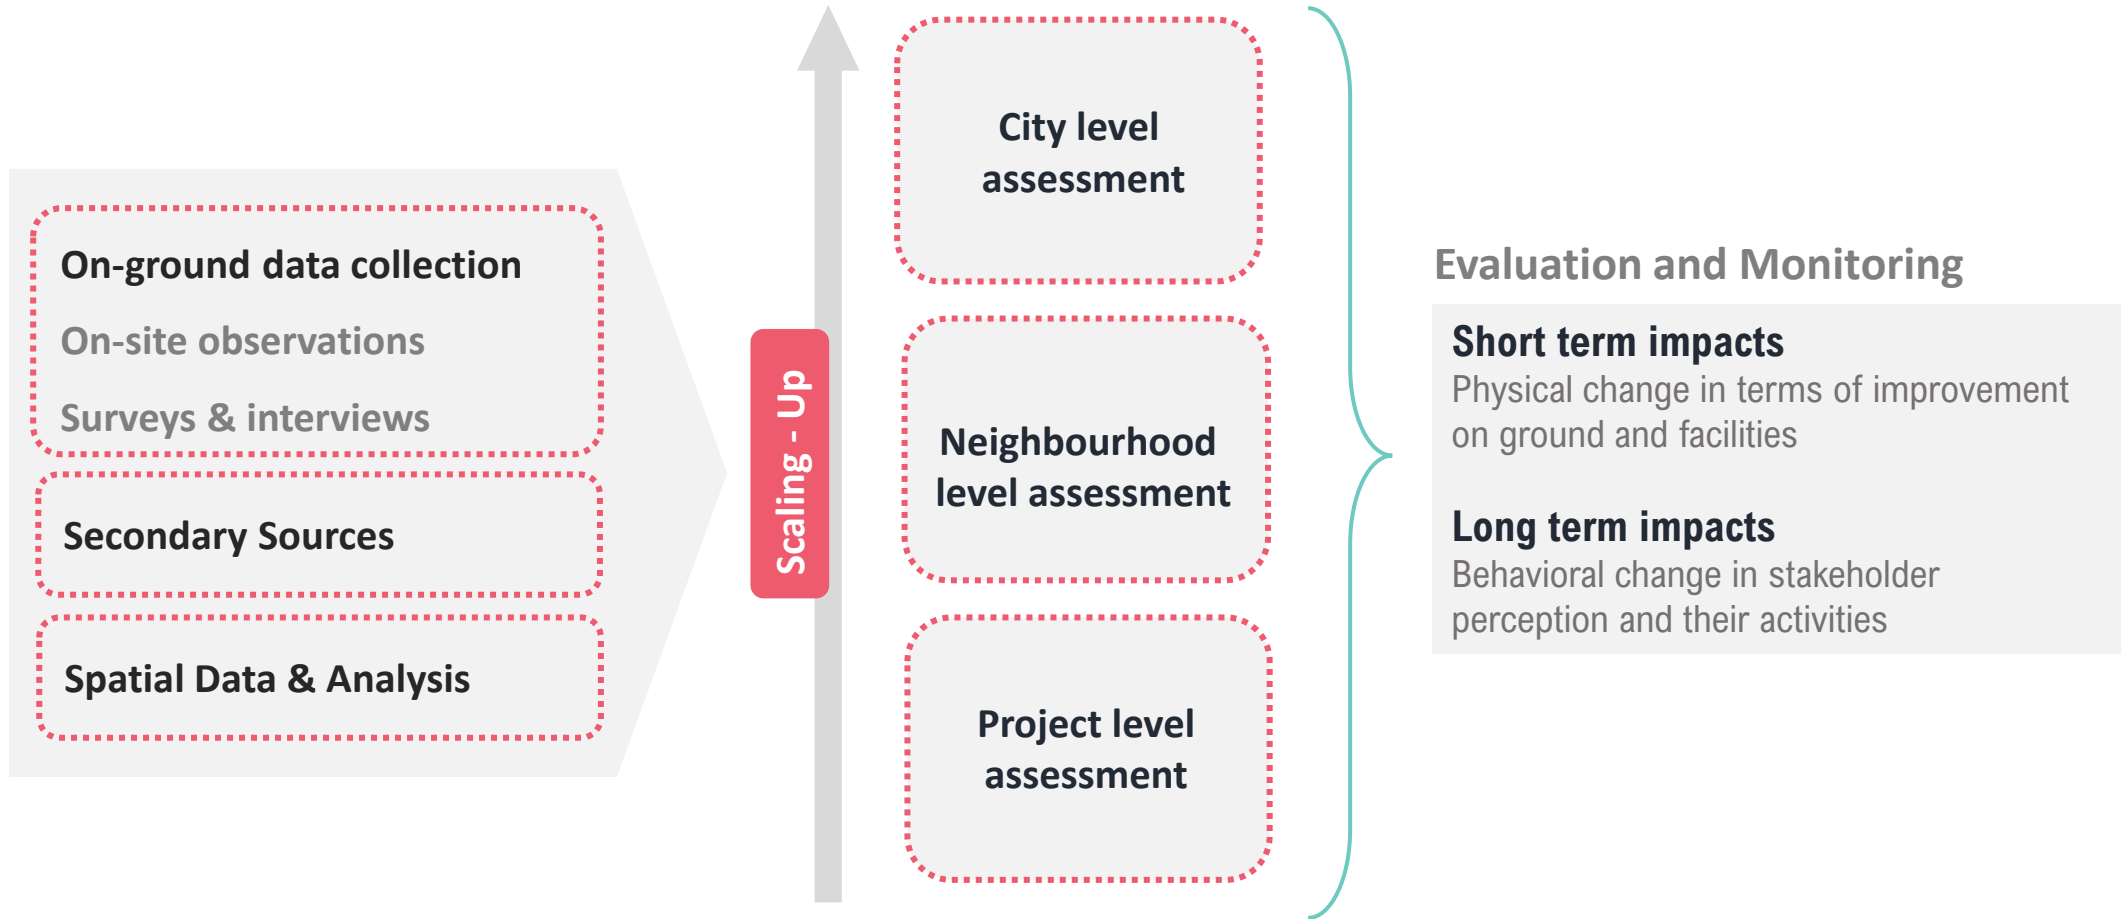 On-ground data collection
On-site observations
Surveys & interviews
Secondary Sources
Spatial Data & Analysis
Scaling - Up
City level
assessment
Neighbourhood
level assessment
Project level
assessment
Evaluation and Monitoring
Short term impacts
Physical change in terms of improvement
on ground and facilities
Long term impacts
Behavioral change in stakeholder
perception and their activities